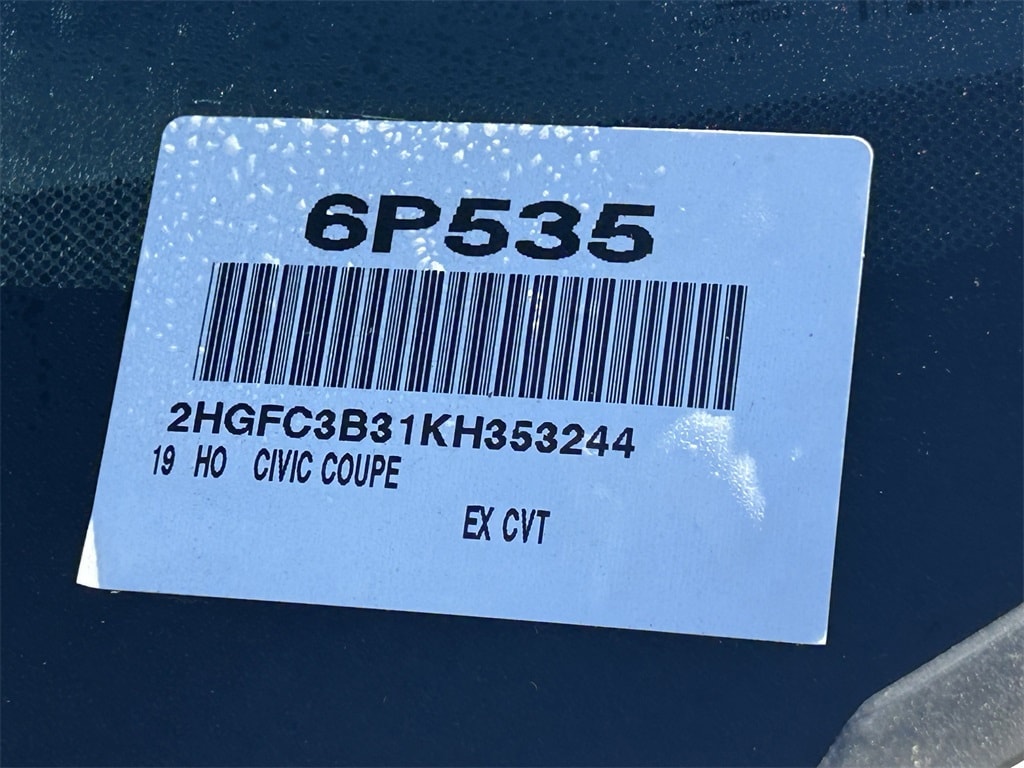 6P535
2HGFC3B31KH353244
19 HO CIVIC COUPE
EX CVT